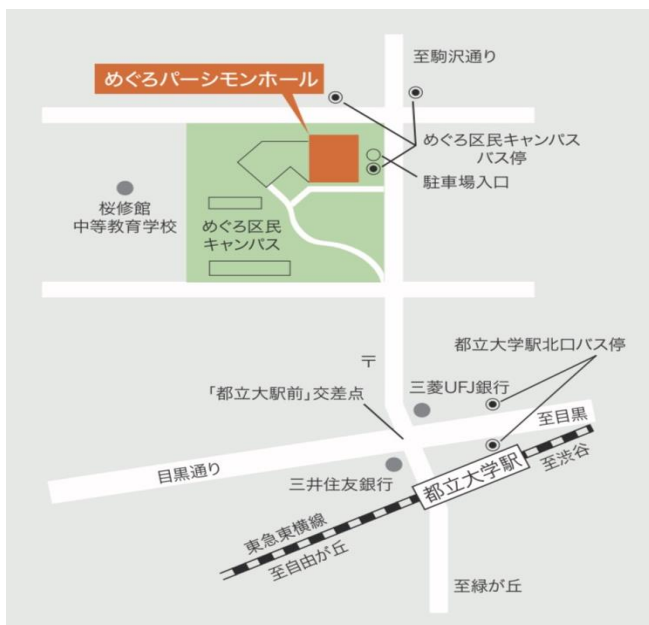 至駒沢通り
めぐろパーシモンホール
めぐろ区民キャンパス
バス停
駐車場入口
桜修館
中等教育学校
めぐろ区民
キャンパス
都立大学駅北口バス停
〒
三菱UFJ銀行
「都立大駅前」交差点
至目黒
目黒通り
三井住友銀行
都立大学駅
至渋谷
東急東横線
至自由が丘
至緑が丘